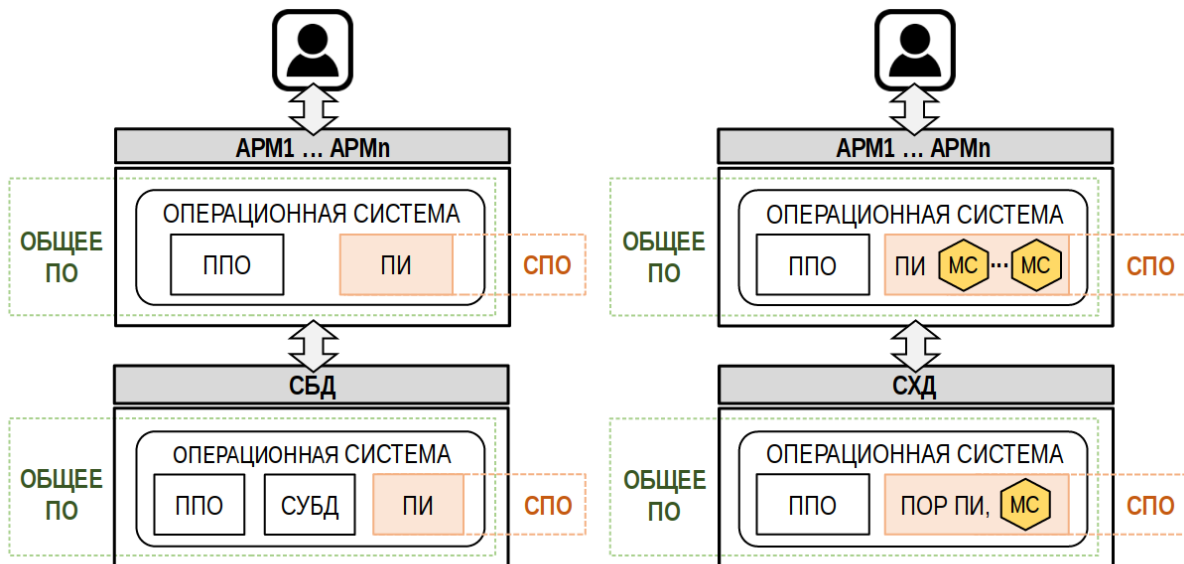 АРМ1 ... АРМn
ОПЕРАЦИОННАЯ СИСТЕМА
ОБЩЕЕ
ПО
ППО
ПИ
СПО
СБД
ОПЕРАЦИОННАЯ СИСТЕМА
ОБЩЕЕ
ПО
ППО
СУБД
ПИ
СПО
АРМ1 ... АРМn
ОПЕРАЦИОННАЯ СИСТЕМА
ОБЩЕЕ
ПО
ППО
ПИ МС ... МС
СПО
СХД
ОПЕРАЦИОННАЯ СИСТЕМА
ОБЩЕЕ
ПО
ППО
ПОР ПИ, МС
СПО